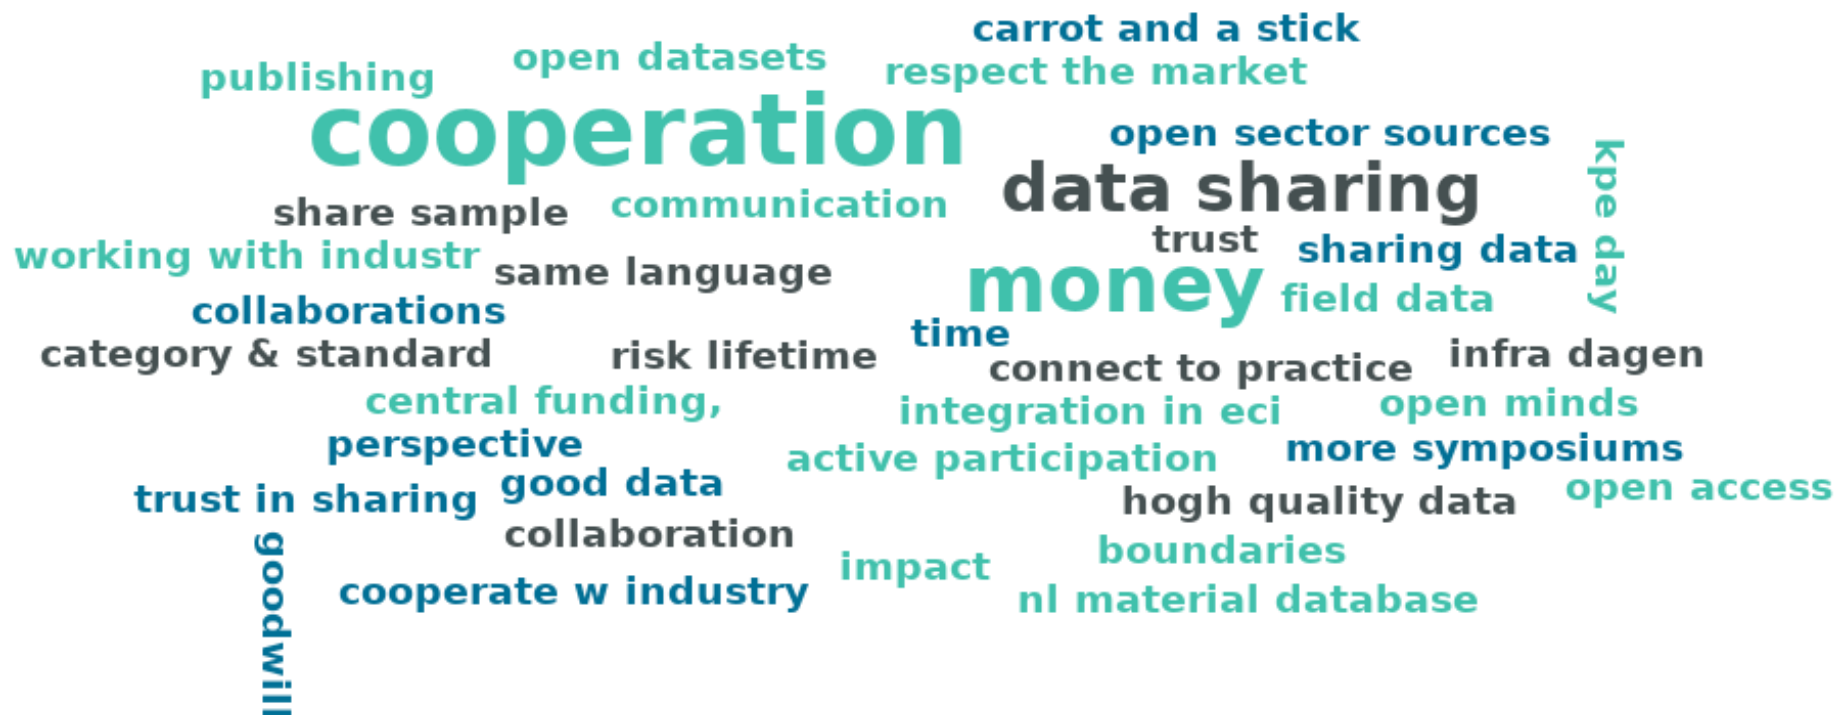 carrot and a stick
open datasets
publishing
respect the market
cooperation
open sector sources
kpe day
data sharing
share sample
communication
trust
sharing data
working with industr
same language
money
field data
collaborations
time
category & standard
risk lifetime
connect to practice
infra dagen
central funding,
integration in eci
open minds
perspective
active participation
more symposiums
trust in sharing
good data
hogh quality data
open access
collaboration
goodwill
impact
boundaries
cooperate w industry
nl material database